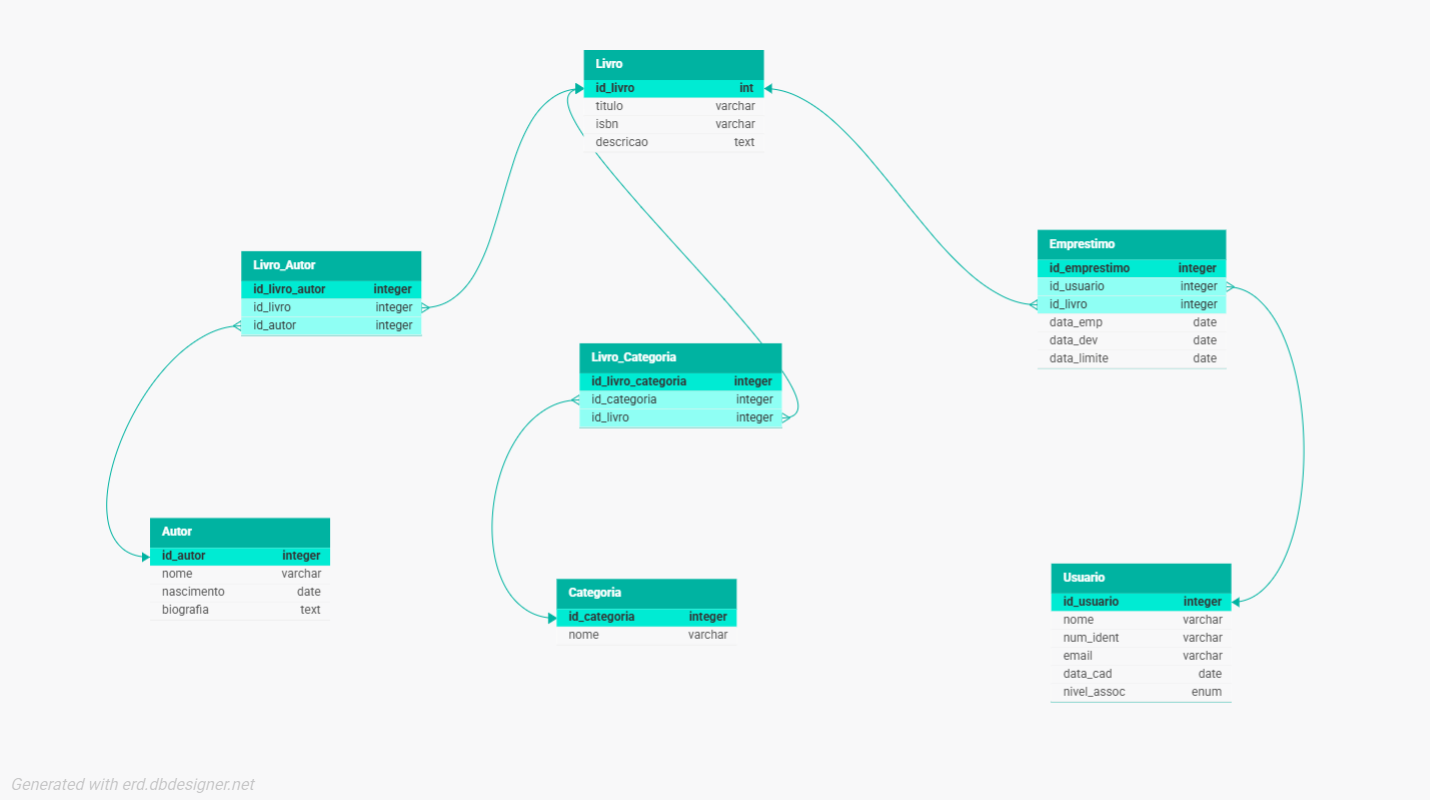 Livro
id_livro int
titulo varchar
isbn varchar
descricao text
Livro_Autor
id_livro_autor integer
id_livro integer
id_autor integer
Emprestimo
id_emprestimo integer
id_usuario integer
id_livro integer
data_emp date
data_dev date
data_limite date
Livro_Categoria
id_livro_categoria integer
id_categoria integer
id_livro integer
Autor
id_autor integer
nome varchar
nascimento date
biografia text
Categoria
id_categoria integer
nome varchar
Usuario
id_usuario integer
nome varchar
num_ident varchar
email varchar
data_cad date
nivel_assoc enum
Generated with erd.dbdesigner.net